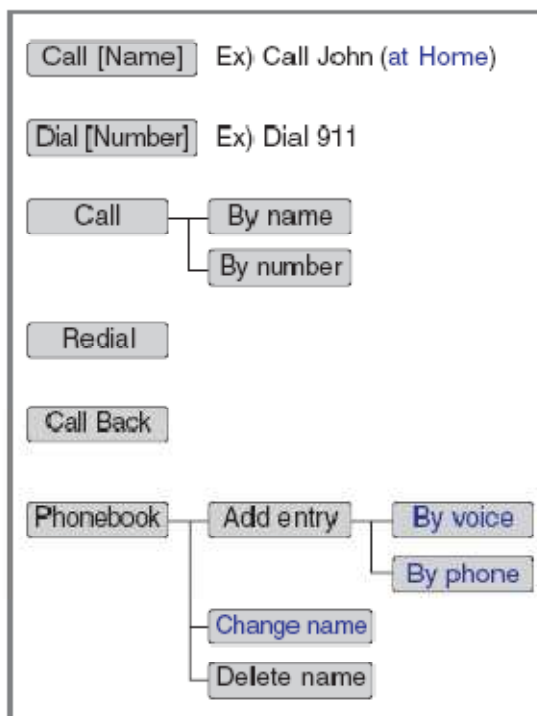 Call [Name] Ex) Call John (at Home)
Dial [Number] Ex) Dial 911
Call By name
By number
Redial
Call Back
Phonebook Add entry By voice
By phone
Change name
Delete name